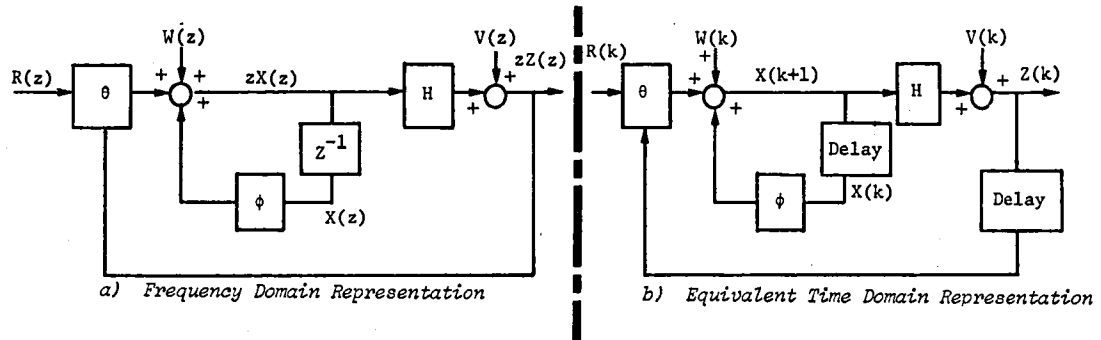 W(z)
V(z)
R(z)
θ
+
+
+
zX(z)
H
+
+
zZ(z)
Z⁻¹
ϕ
X(z)
a) Frequency Domain Representation
R(k)
W(k)
V(k)
θ
+
+
+
X(k+1)
H
+
+
Z(k)
Delay
ϕ
X(k)
Delay
b) Equivalent Time Domain Representation